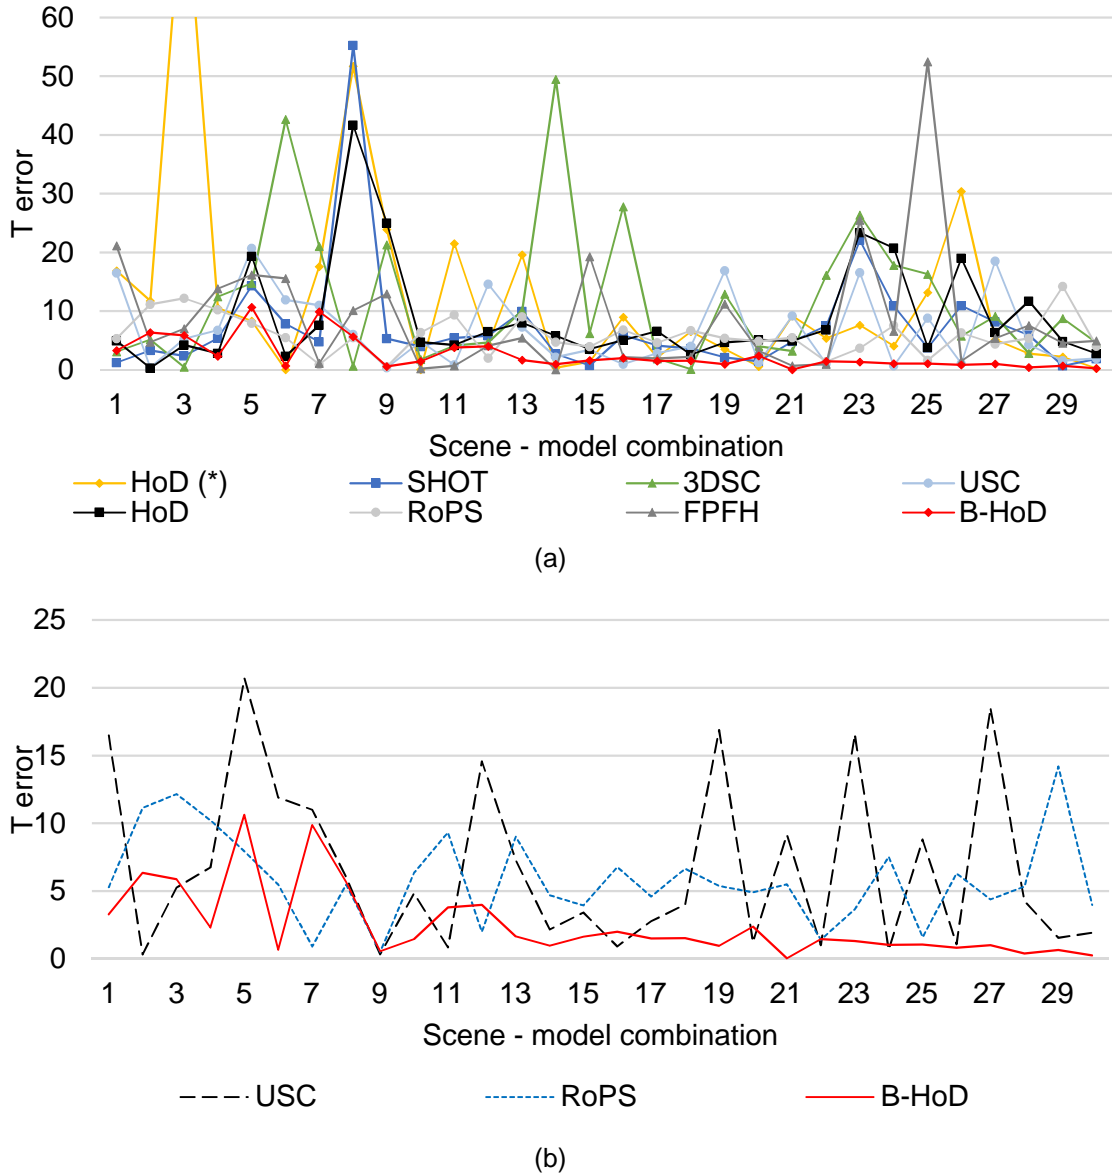 60
50
40
30
20
10
0
T error
1 3 5 7 9 11 13 15 17 19 21 23 25 27 29
Scene - model combination
HoD (*) SHOT 3DSC USC
HoD RoPS FPFH B-HoD
(a)
25
20
15
10
5
0
T error
1 3 5 7 9 11 13 15 17 19 21 23 25 27 29
Scene - model combination
USC RoPS B-HoD
(b)